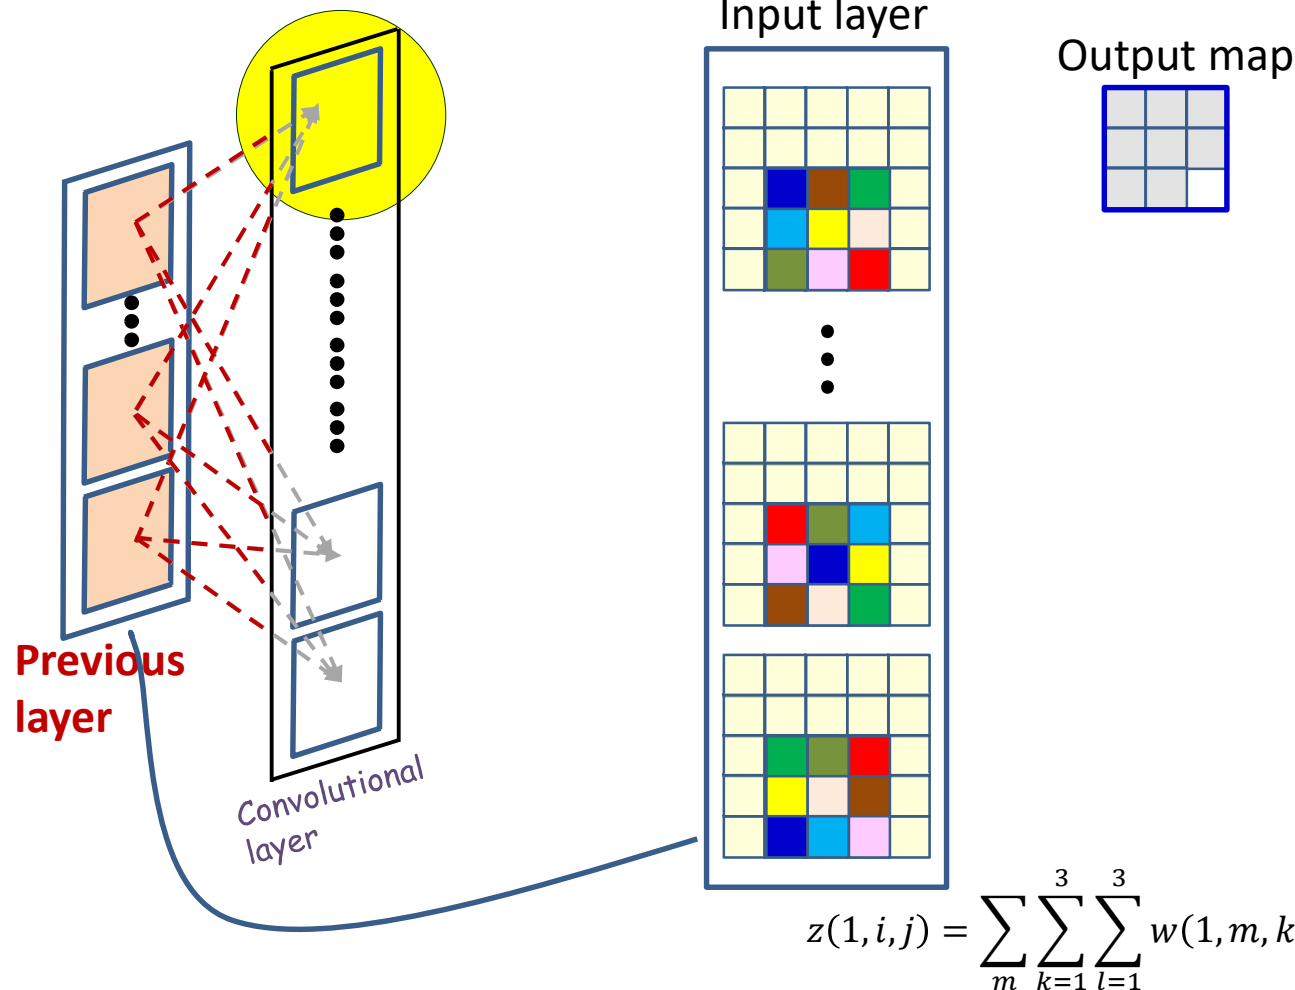 Input layer
Output map
Previous
layer
Convolutional
layer
z(1, i, j) = ∑_m ∑_{k=1}^{3} ∑_{l=1}^{3} w(1, m, k